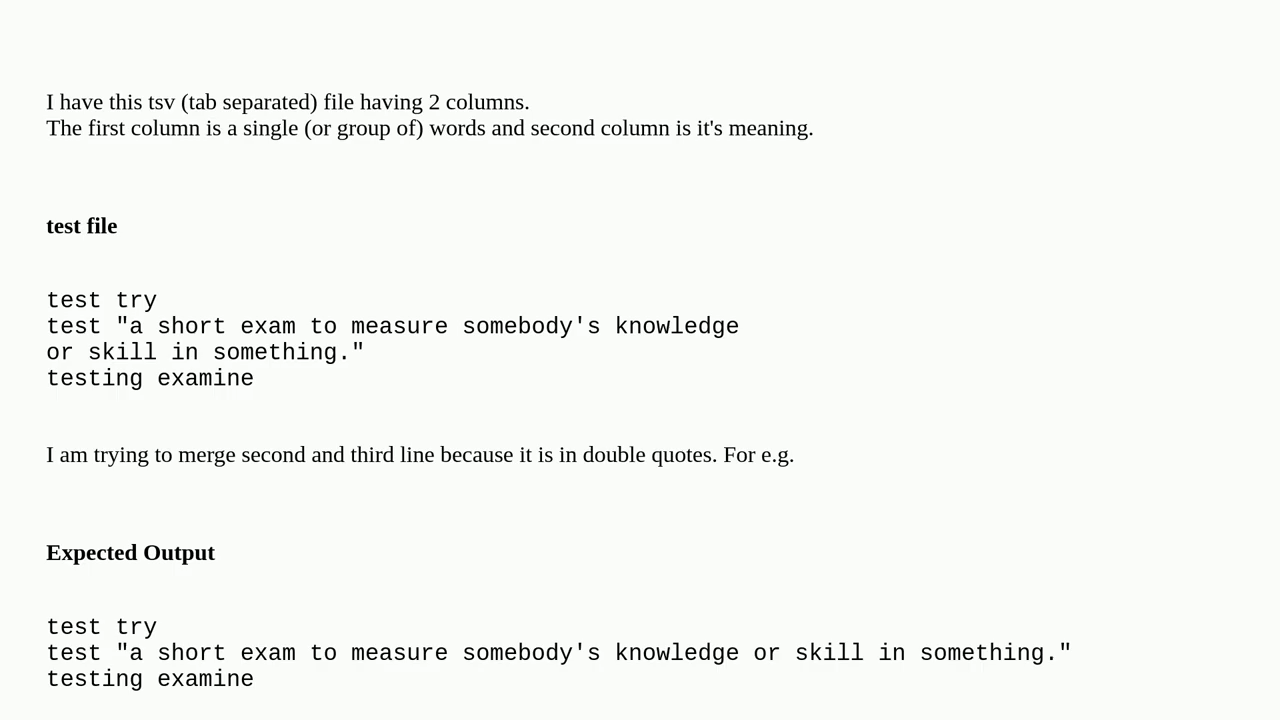 I have this tsv (tab separated) file having 2 columns.
The first column is a single (or group of) words and second column is it's meaning.
test file
test try
test "a short exam to measure somebody's knowledge
or skill in something."
testing examine
I am trying to merge second and third line because it is in double quotes. For e.g.
Expected Output
test try
test "a short exam to measure somebody's knowledge or skill in something."
testing examine